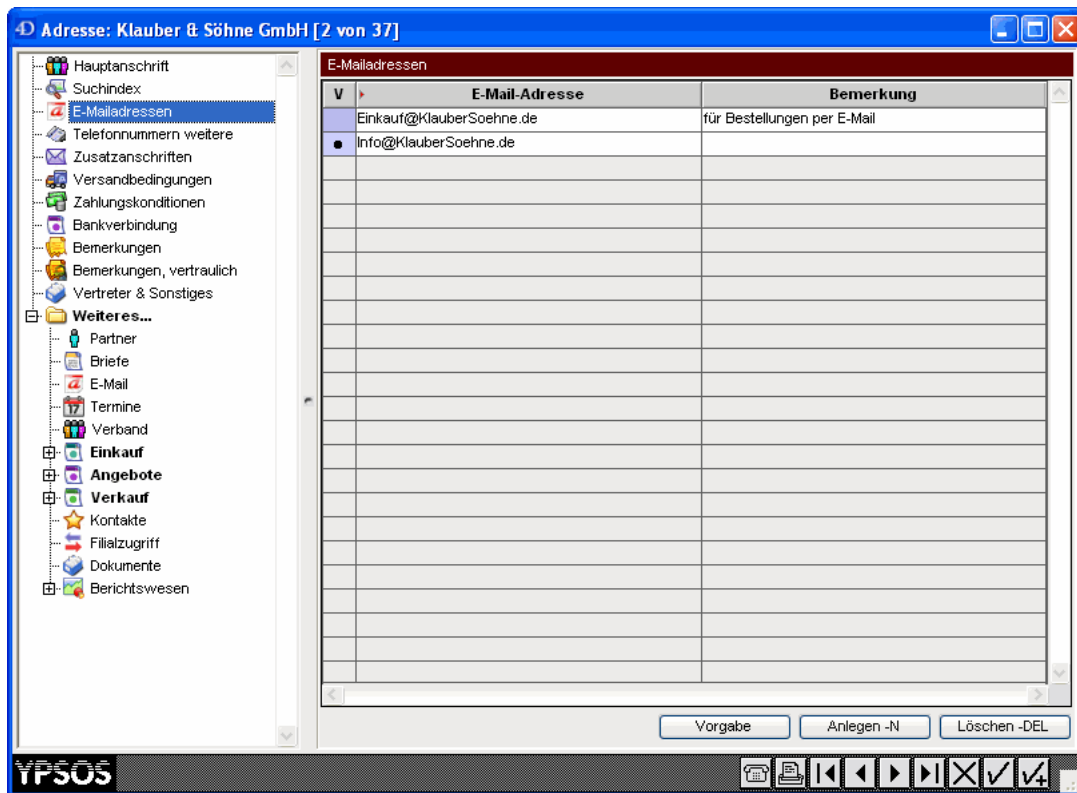 Adresse: Klauber & Söhne GmbH [2 von 37]
Hauptanschrift
Suchindex
E-Mailadressen
Telefonnummern weitere
Zusatzanschriften
Versandbedingungen
Zahlungskonditionen
Bankverbindung
Bemerkungen
Bemerkungen, vertraulich
Vertreter & Sonstiges
Weiteres...
Partner
Briefe
E-Mail
17 Termine
Verband
Einkauf
Angebote
Verkauf
Kontakte
Filialzugriff
Dokumente
Berichtswesen
E-Mailadressen
V E-Mail-Adresse Bemerkung
Einkauf@KlauberSoehne.de für Bestellungen per E-Mail
Info@KlauberSoehne.de
Vorgabe Anlegen -N Löschen -DEL
YPSOS